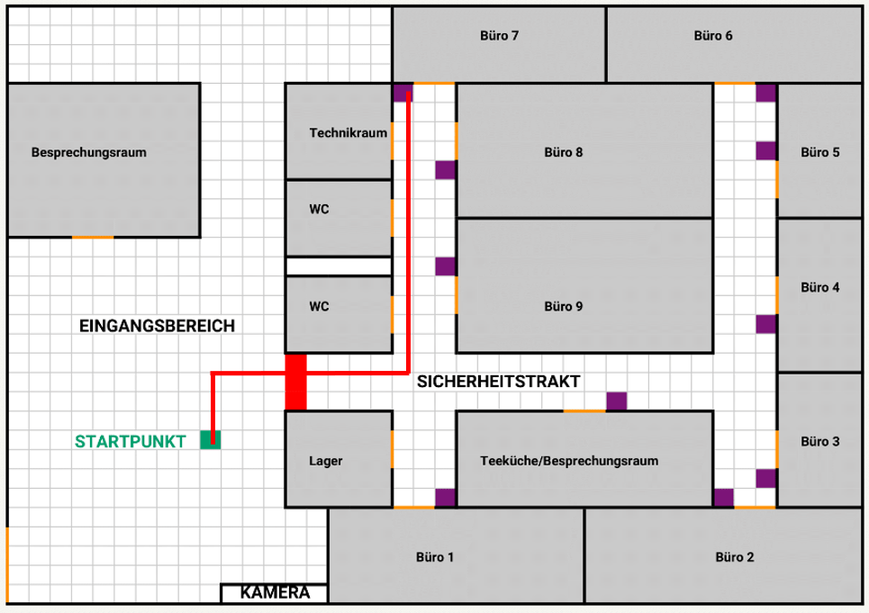 Büro 7
Büro 6
Technikraum
Besprechungsraum
Büro 8
Büro 5
WC
Büro 4
WC
Büro 9
EINGANGSBEREICH
SICHERHEITSTRAKT
STARTPUNKT
Büro 3
Lager
Teeküche/Besprechungsraum
Büro 1
Büro 2
KAMERA